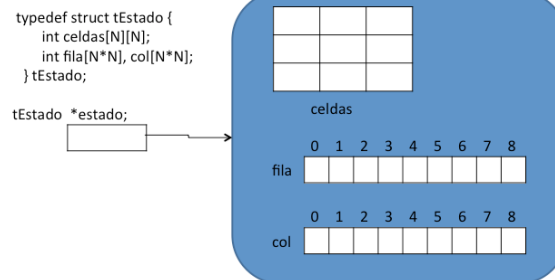 typedef struct tEstado {
int celdas[N][N];
int fila[N*N], col[N*N];
} tEstado;
tEstado *estado;
celdas
0 1 2 3 4 5 6 7 8
fila
0 1 2 3 4 5 6 7 8
col